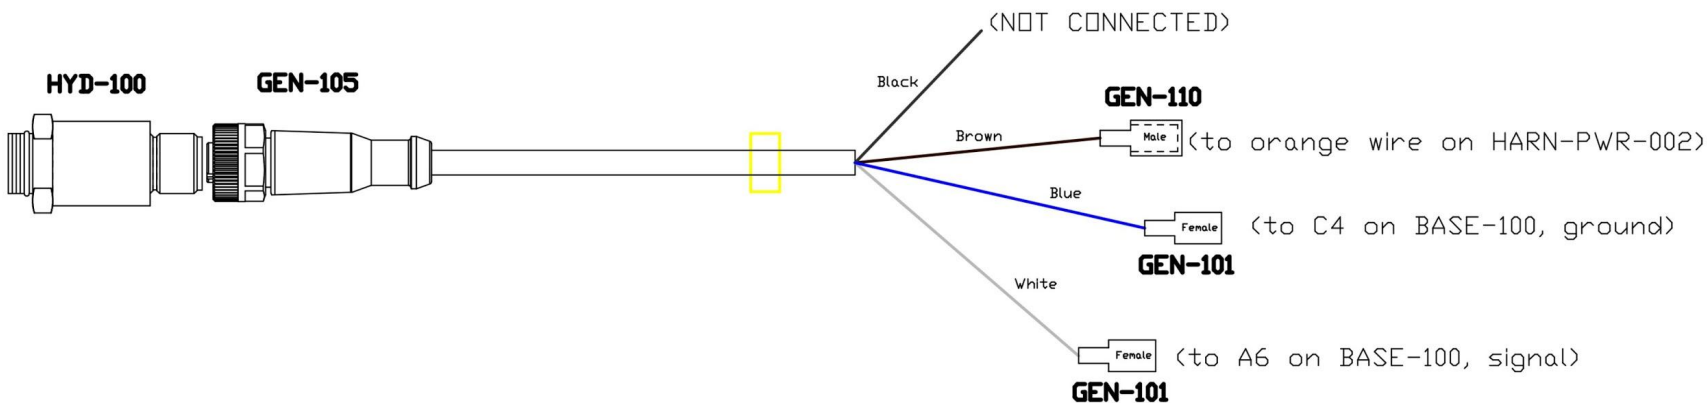 (NOT CONNECTED)
HYD-100
GEN-105
Black
GEN-110
Brown
Male
(to orange wire on HARN-PWR-002)
Blue
Female
(to C4 on BASE-100, ground)
GEN-101
White
Female
(to A6 on BASE-100, signal)
GEN-101